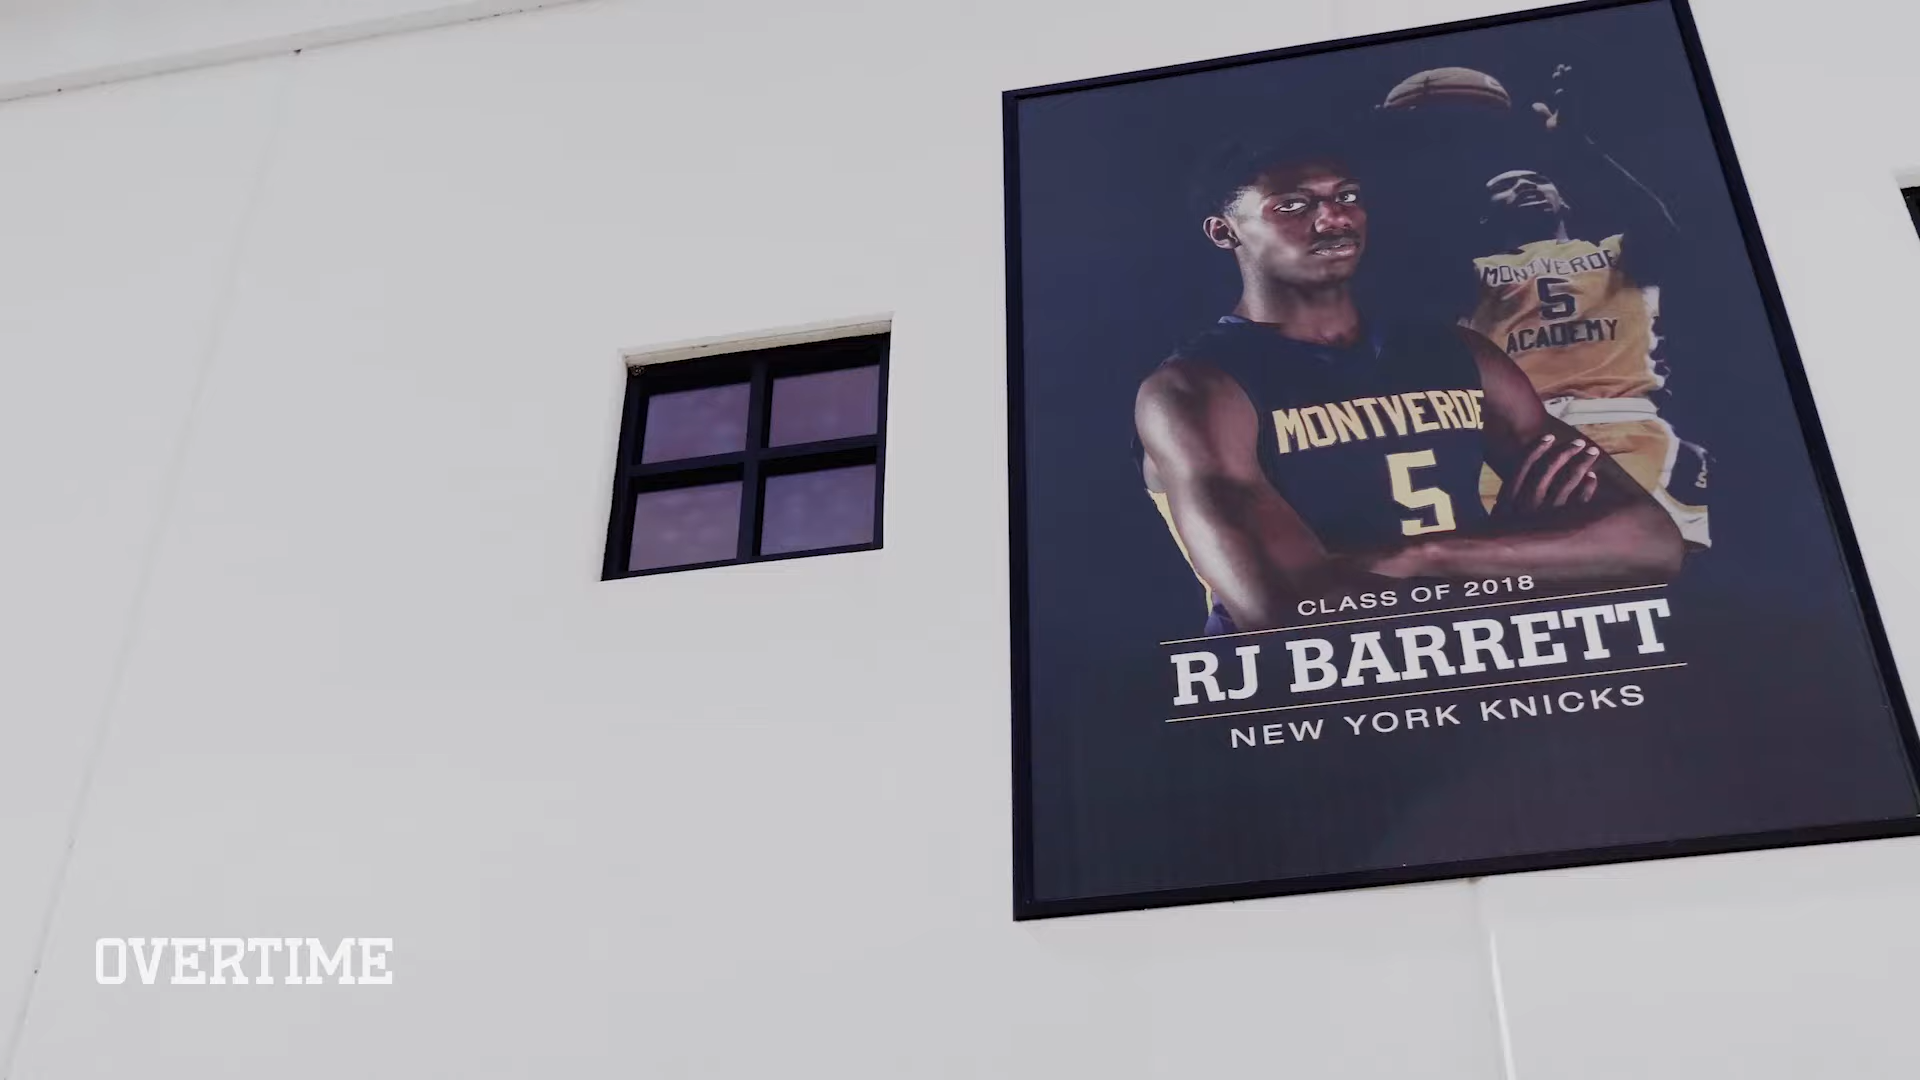 MONTVERDE
5
ACADEMY
MONTVERDE
5
CLASS OF 2018
RJ BARRETT
NEW YORK KNICKS
OVERTIME